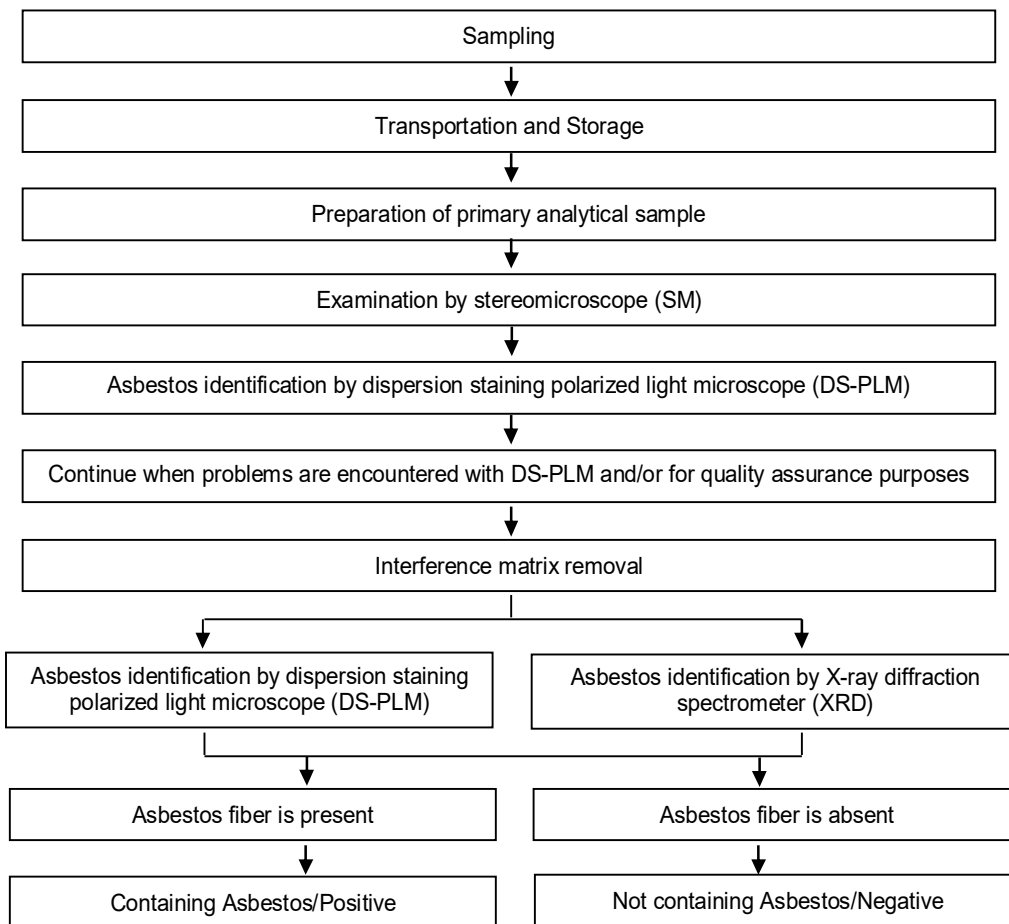 Sampling
Transportation and Storage
Preparation of primary analytical sample
Examination by stereomicroscope (SM)
Asbestos identification by dispersion staining polarized light microscope (DS-PLM)
Continue when problems are encountered with DS-PLM and/or for quality assurance purposes
Interference matrix removal
Asbestos identification by dispersion staining
polarized light microscope (DS-PLM)
Asbestos identification by X-ray diffraction
spectrometer (XRD)
Asbestos fiber is present
Asbestos fiber is absent
Containing Asbestos/Positive
Not containing Asbestos/Negative